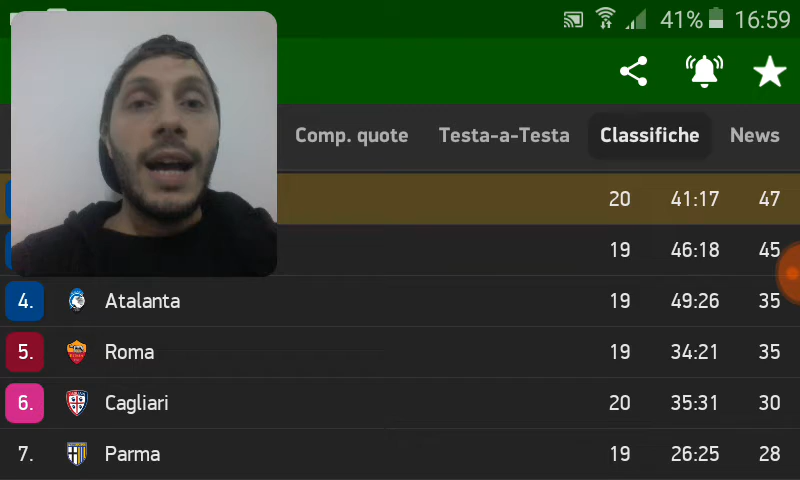 41% 16:59
Comp. quote Testa-a-Testa Classifiche News
20 41:17 47
19 46:18 45
4. Atalanta 19 49:26 35
5. Roma 19 34:21 35
6. Cagliari 20 35:31 30
7. Parma 19 26:25 28